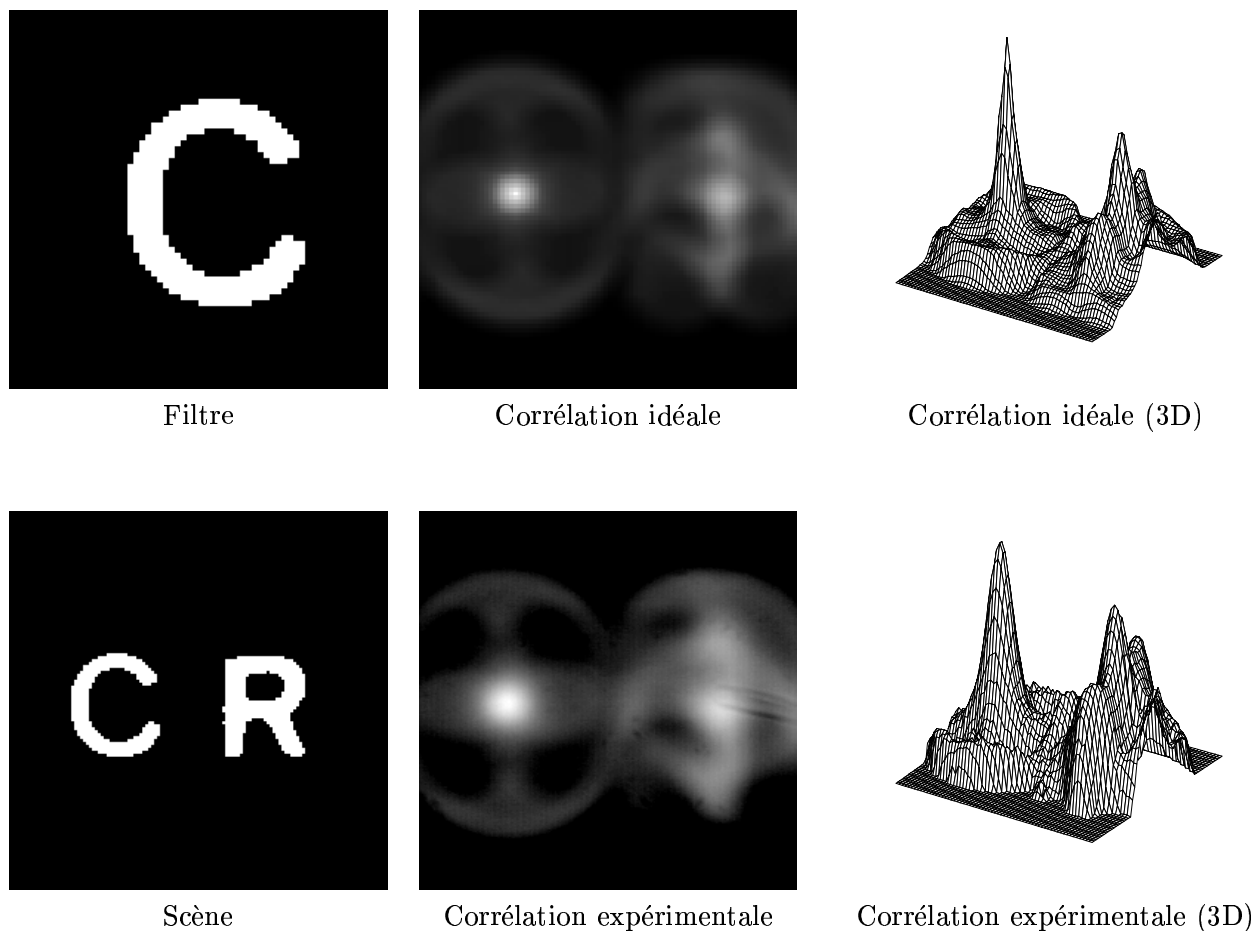 C
Filtre
Corrélation idéale
Corrélation idéale (3D)
C R
Scène
Corrélation expérimentale
Corrélation expérimentale (3D)